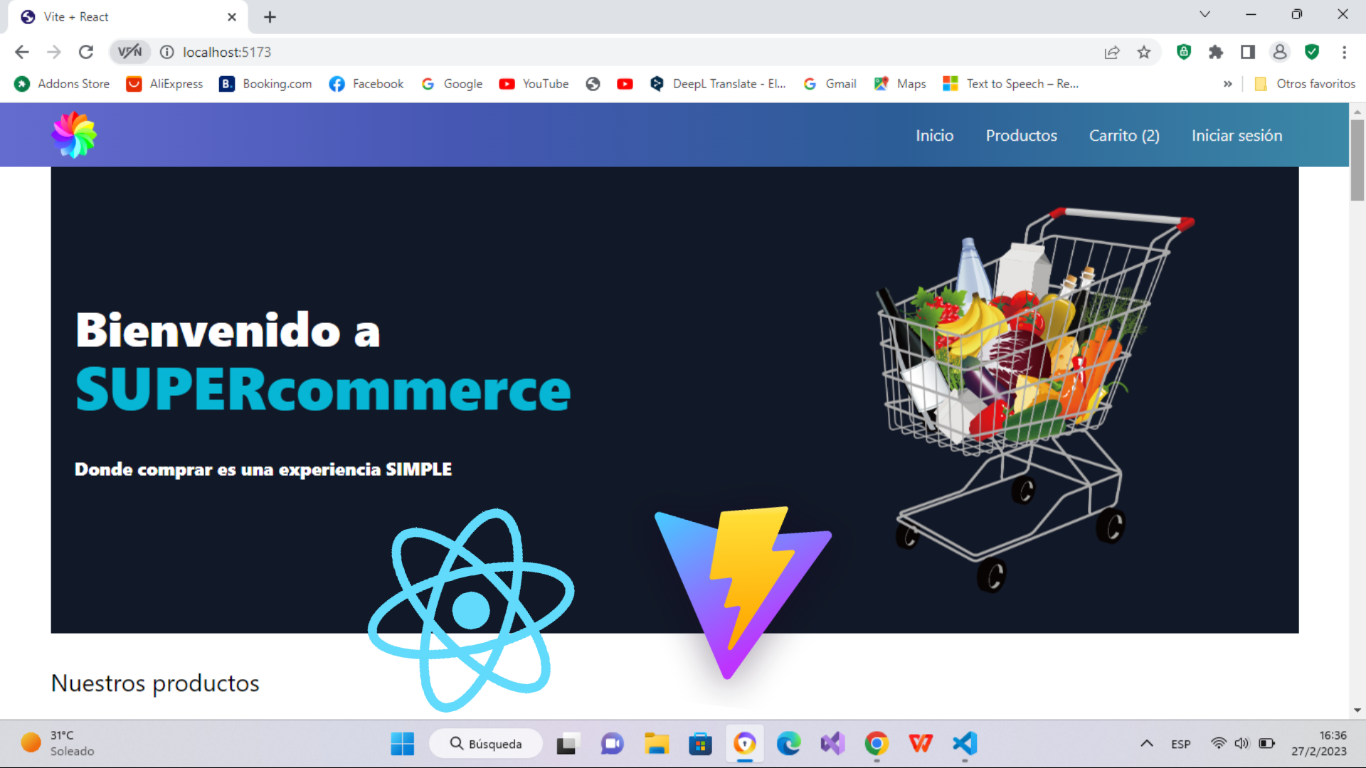 Vite + React
VPN
localhost:5173
Addons Store
AliExpress
B.
Booking.com
Facebook
Google
YouTube
DeepL Translate - El...
Gmail
Maps
Text to Speech – Re...
»
Otros favoritos
Inicio
Productos
Carrito (2)
Iniciar sesión
Bienvenido a
SUPERcommerce
Donde comprar es una experiencia SIMPLE
Nuestros productos
31°C
Soleado
Búsqueda
ESP
16:36
27/2/2023